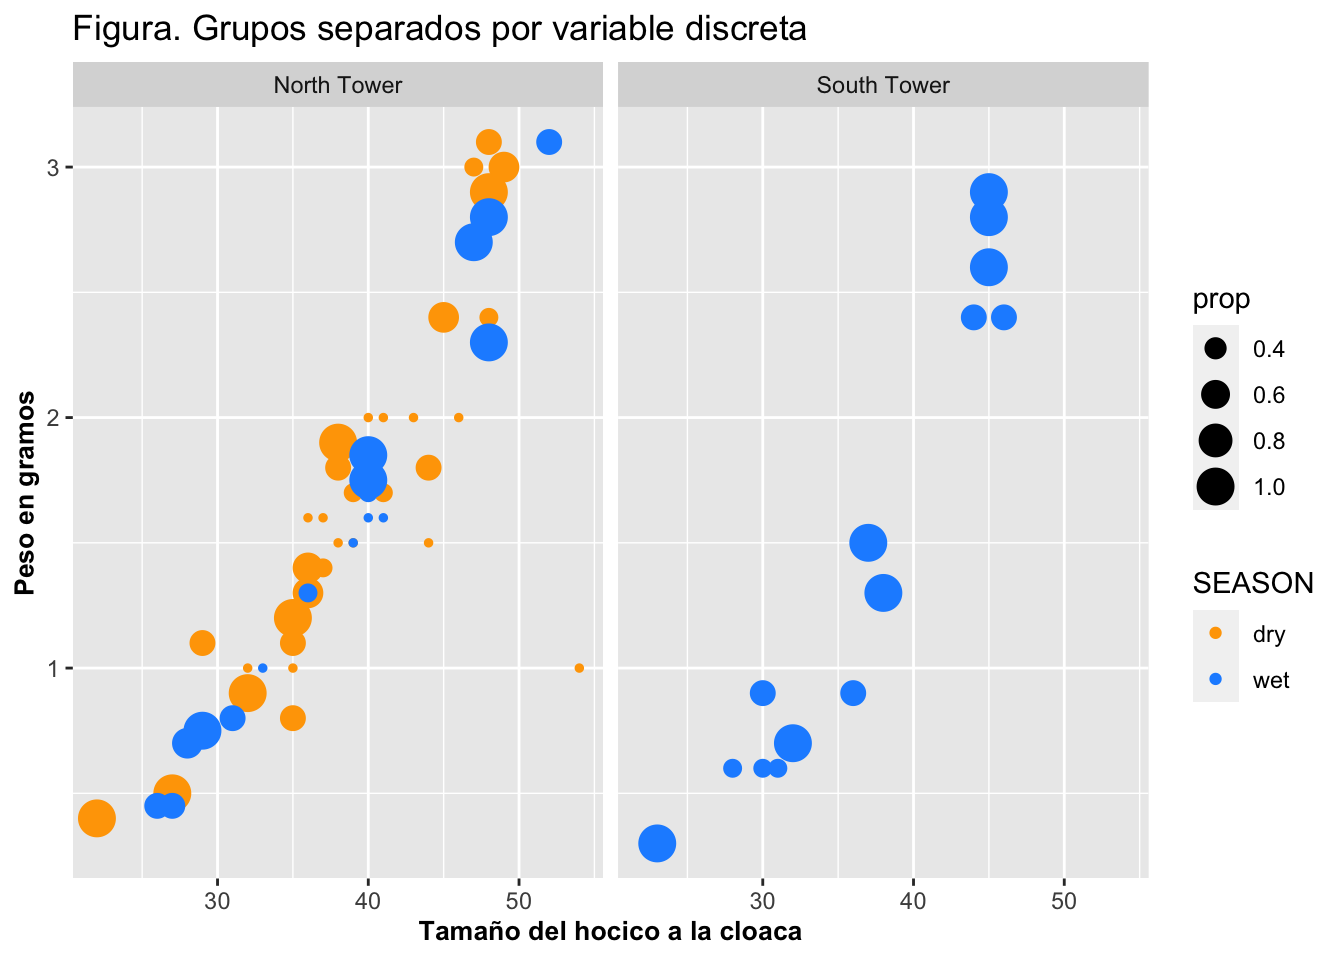 Figura. Grupos separados por variable discreta
North Tower
South Tower
3
2
1
Peso en gramos
30
40
50
30
40
50
Tamaño del hocico a la cloaca
prop
0.4
0.6
0.8
1.0
SEASON
dry
wet